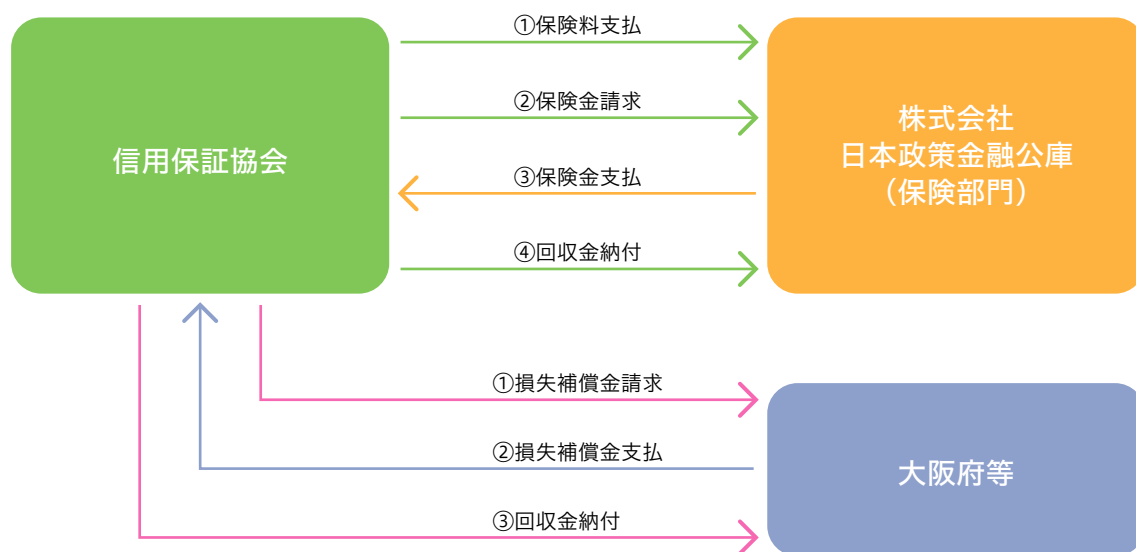 ①保険料支払
②保険金請求
信用保証協会
③保険金支払
④回収金納付
株式会社
日本政策金融公庫
（保険部門）
①損失補償金請求
②損失補償金支払
③回収金納付
大阪府等